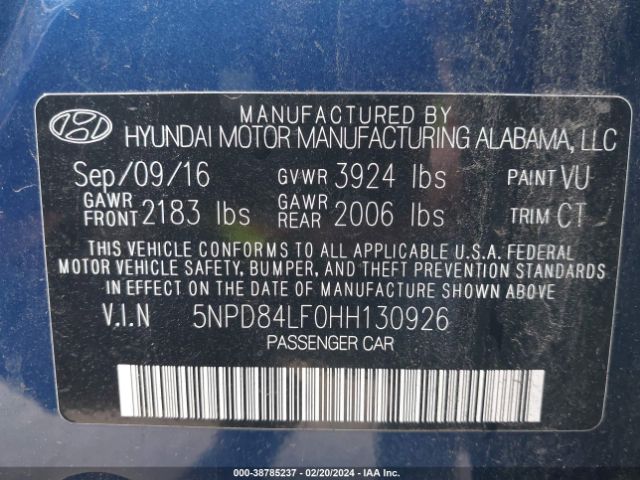 MANUFACTURED BY
HYUNDAI MOTOR MANUFACTURING ALABAMA, LLC
Sep/09/16 GVWR 3924 lbs PAINT VU
GAWR FRONT 2183 lbs GAWR REAR 2006 lbs TRIM CT
THIS VEHICLE CONFORMS TO ALL APPLICABLE U.S.A. FEDERAL
MOTOR VEHICLE SAFETY, BUMPER, AND THEFT PREVENTION STANDARDS
IN EFFECT ON THE DATE OF MANUFACTURE SHOWN ABOVE
V.I.N 5NPD84LF0HH130926
PASSENGER CAR
000-38785237 - 02/20/2024 - IAA Inc.